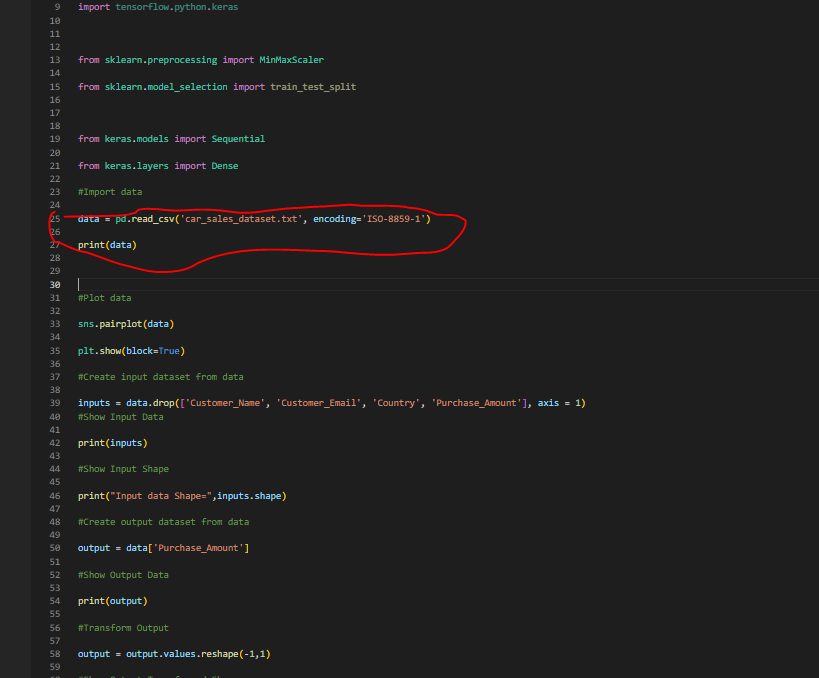 9 import tensorflow.python.keras
10
11
12
13 from sklearn.preprocessing import MinMaxScaler
14
15 from sklearn.model_selection import train_test_split
16
17
18
19 from keras.models import Sequential
20
21 from keras.layers import Dense
22
23 #Import data
24
25 data = pd.read_csv('car_sales_dataset.txt', encoding='ISO-8859-1')
26
27 print(data)
28
29
30
31 #Plot data
32
33 sns.pairplot(data)
34
35 plt.show(block=True)
36
37 #Create input dataset from data
38
39 inputs = data.drop(['Customer_Name', 'Customer_Email', 'Country', 'Purchase_Amount'], axis = 1)
40 #Show Input Data
41
42 print(inputs)
43
44 #Show Input Shape
45
46 print("Input data Shape=",inputs.shape)
47
48 #Create output dataset from data
49
50 output = data['Purchase_Amount']
51
52 #Show Output Data
53
54 print(output)
55
56 #Transform Output
57
58 output = output.values.reshape(-1,1)
59